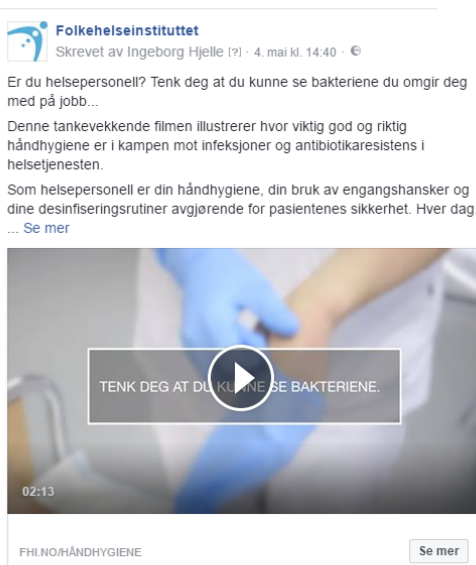 Folkehelseinstituttet
Skrevet av Ingeborg Hjelle [?] · 4. mai kl. 14:40 ·
Er du helsepersonell? Tenk deg at du kunne se bakteriene du omgir deg
med på jobb...
Denne tankevekkende filmen illustrerer hvor viktig god og riktig
håndhygiene er i kampen mot infeksjoner og antibiotikaresistens i
helsetjenesten.
Som helsepersonell er din håndhygiene, din bruk av engangshansker og
dine desinfiseringsrutiner avgjørende for pasientenes sikkerhet. Hver dag
... Se mer
TENK DEG AT DU KUNNE SE BAKTERIENE.
02:13
FHI.NO/HÅNDHYGIENE
Se mer